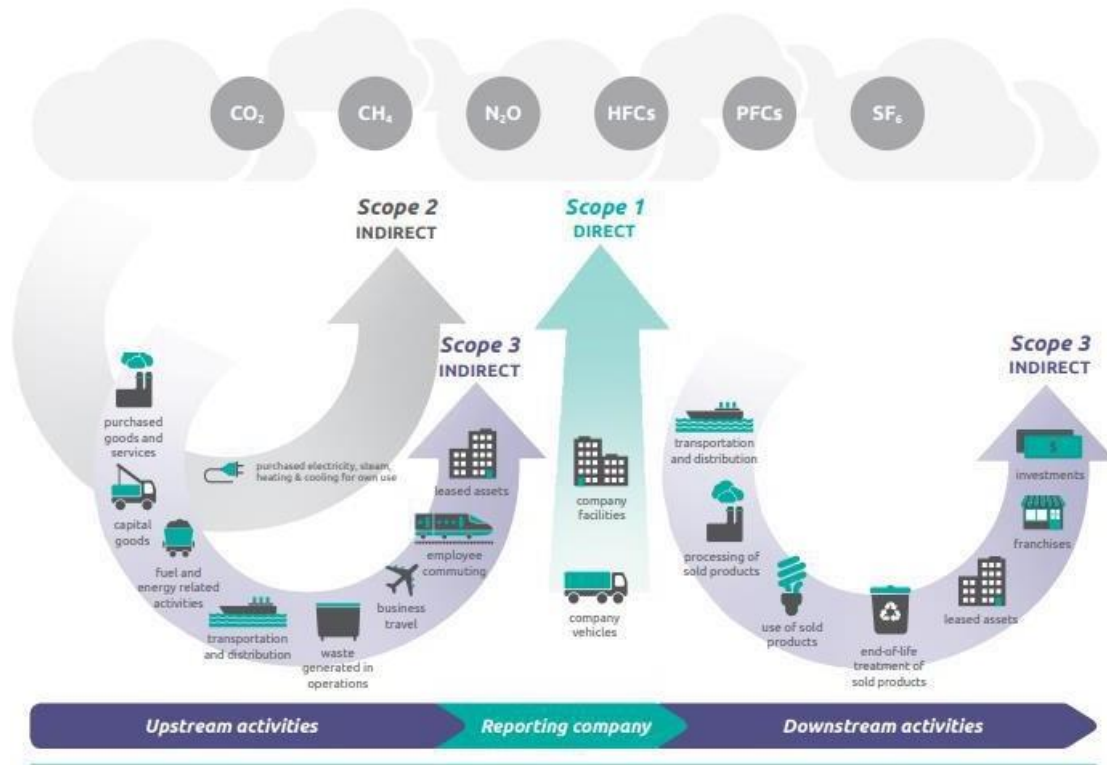 CO₂
CH₄
N₂O
HFCs
PFCs
SF₆
Scope 2
INDIRECT
Scope 1
DIRECT
Scope 3
INDIRECT
Scope 3
INDIRECT
purchased
goods and
services
capital
goods
fuel and
energy related
activities
transportation
and distribution
waste
generated in
operations
business
travel
employee
commuting
leased assets
purchased electricity, steam,
heating & cooling for own use
company
facilities
company
vehicles
transportation
and distribution
processing of
sold products
use of sold
products
end-of-life
treatment of
sold products
leased assets
franchises
$
investments
Upstream activities
Reporting company
Downstream activities